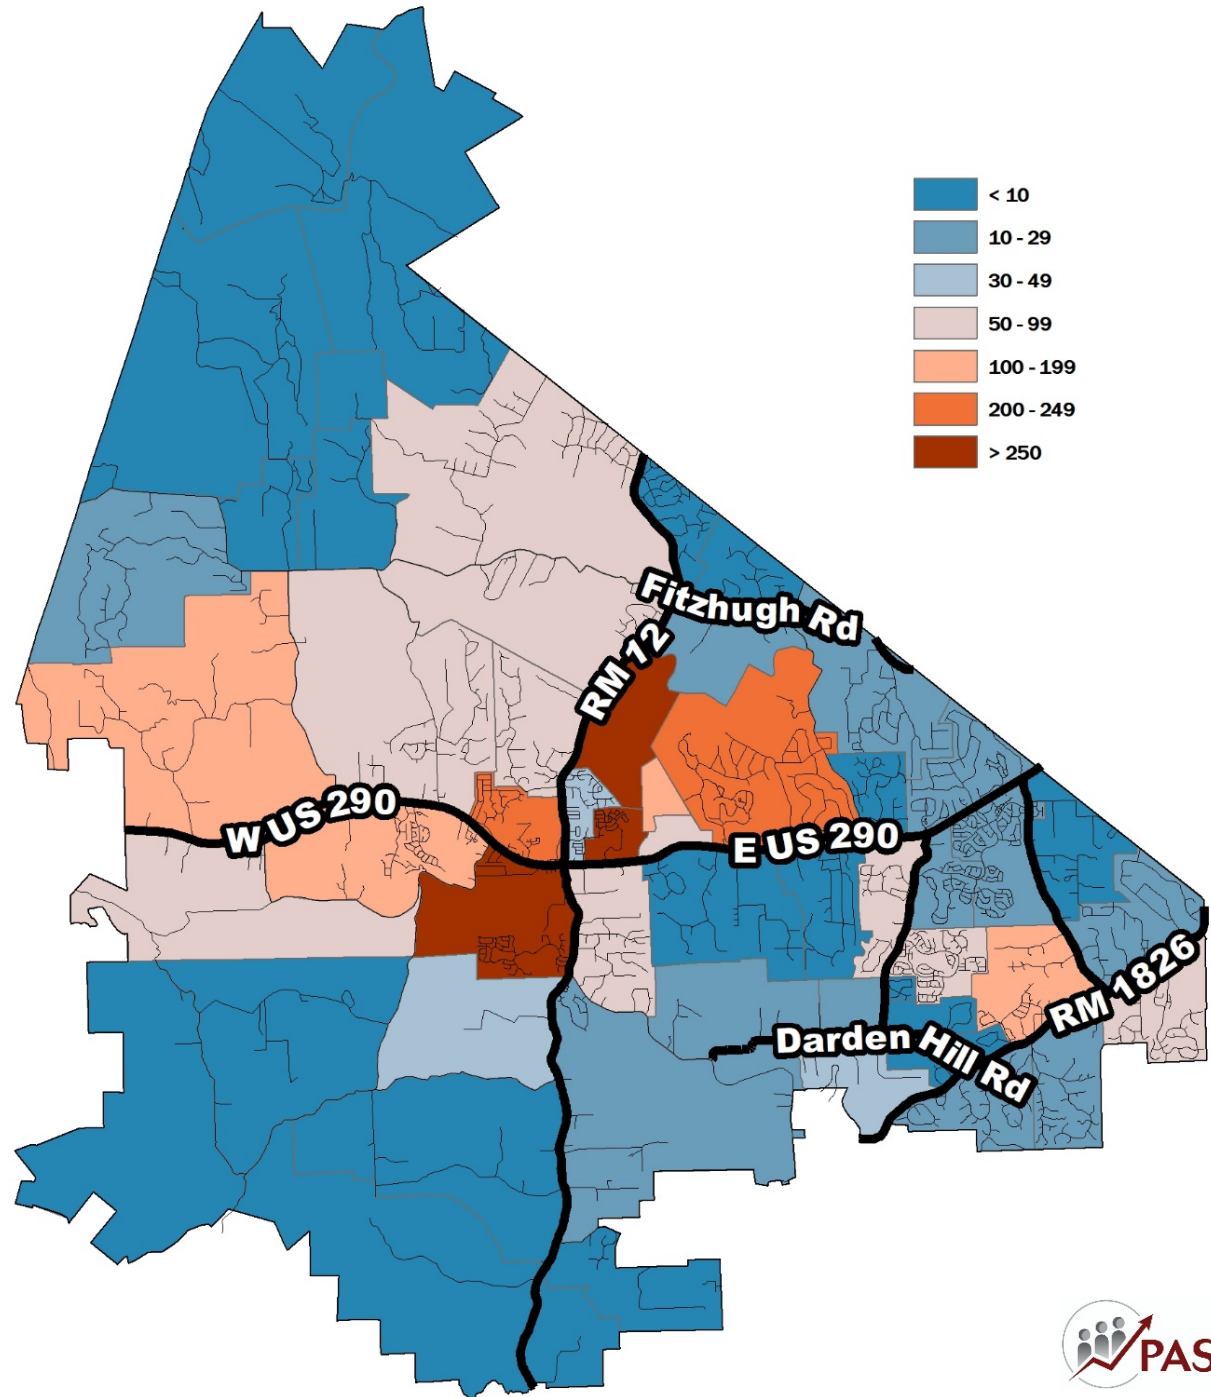 < 10
10 - 29
30 - 49
50 - 99
100 - 199
200 - 249
> 250
Fitzhugh Rd
RM 12
W US 290
E US 290
RM 1826
Darden Hill Rd
PAS